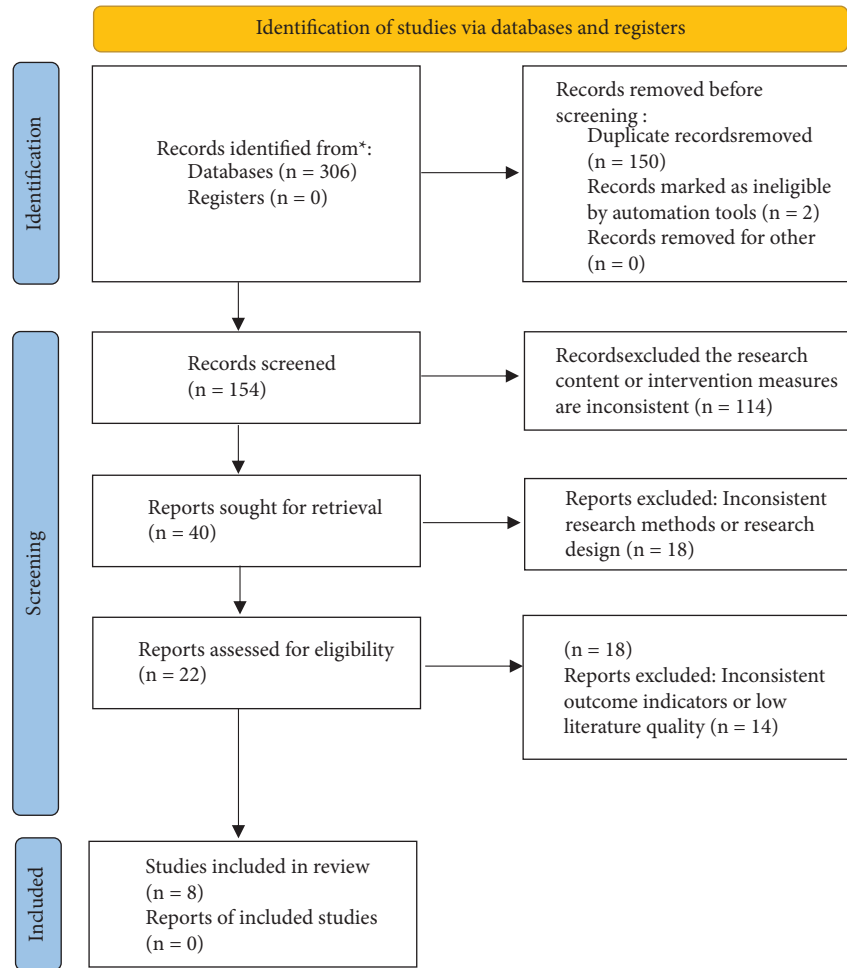 Identification of studies via databases and registers
Identification
Records identified from*:
Databases (n = 306)
Registers (n = 0)
Records removed before
screening :
Duplicate recordsremoved
(n = 150)
Records marked as ineligible
by automation tools (n = 2)
Records removed for other
(n = 0)
Screening
Records screened
(n = 154)
Recordsexcluded the research
content or intervention measures
are inconsistent (n = 114)
Reports sought for retrieval
(n = 40)
Reports excluded: Inconsistent
research methods or research
design (n = 18)
Reports assessed for eligibility
(n = 22)
(n = 18)
Reports excluded: Inconsistent
outcome indicators or low
literature quality (n = 14)
Included
Studies included in review
(n = 8)
Reports of included studies
(n = 0)